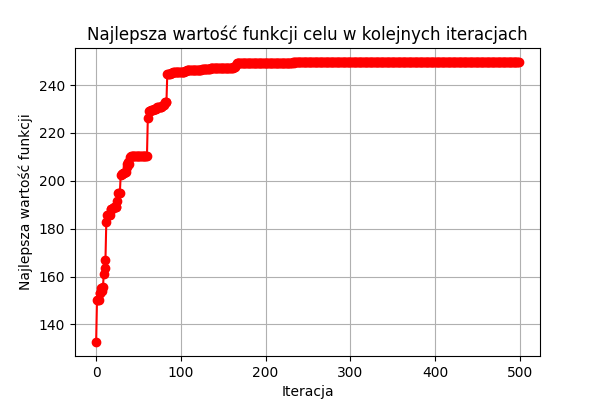 Najlepsza wartość funkcji celu w kolejnych iteracjach
Najlepsza wartość funkcji
240
220
200
180
160
140
0 100 200 300 400 500
Iteracja